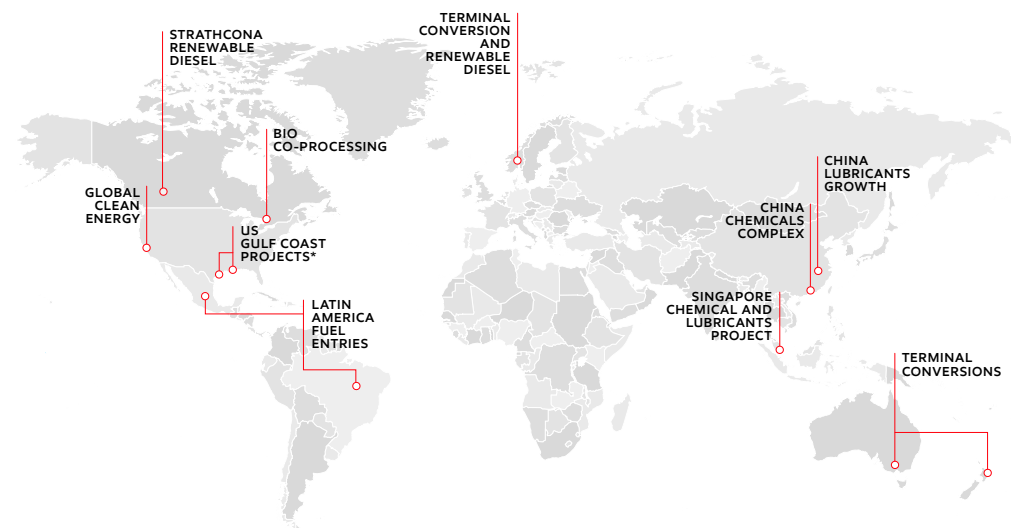 STRATHCONA
RENEWABLE
DIESEL
TERMINAL
CONVERSION
AND
RENEWABLE
DIESEL
BIO
CO-PROCESSING
GLOBAL
CLEAN
ENERGY
US
GULF COAST
PROJECTS*
LATIN
AMERICA
FUEL
ENTRIES
CHINA
LUBRICANTS
GROWTH
CHINA
CHEMICALS
COMPLEX
SINGAPORE
CHEMICAL AND
LUBRICANTS
PROJECT
TERMINAL
CONVERSIONS